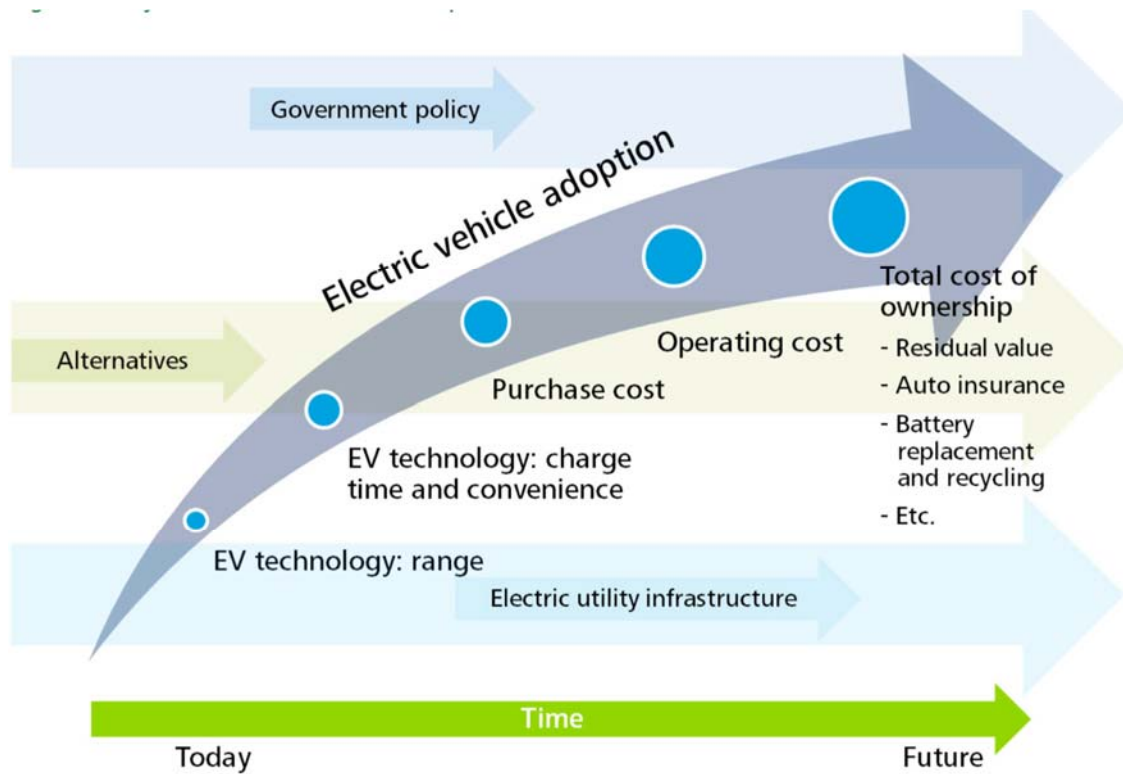 Government policy
Electric vehicle adoption
Alternatives
Total cost of
ownership
- Residual value
- Auto insurance
- Battery
replacement
and recycling
- Etc.
Operating cost
Purchase cost
EV technology: charge
time and convenience
EV technology: range
Electric utility infrastructure
Time
Today
Future